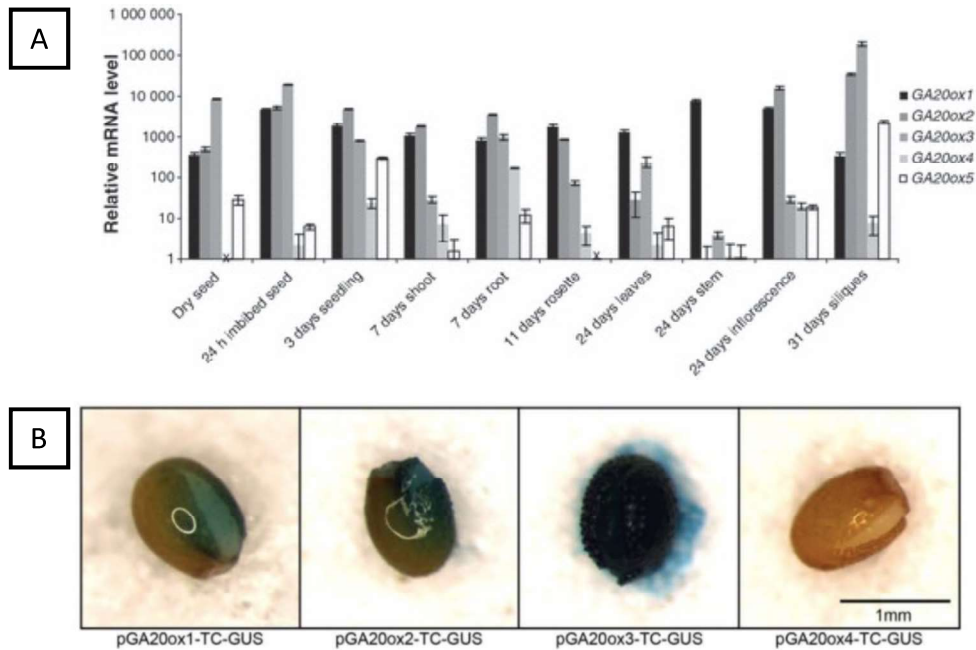 A
Relative mRNA level
1 000 000
100 000
10 000
1000
100
10
1
x
x
GA20ox1
GA20ox2
GA20ox3
GA20ox4
GA20ox5
Dry seed
24 h imbibed seed
3 days seedling
7 days shoot
7 days root
11 days rosette
24 days leaves
24 days stem
24 days inflorescence
31 days siliques
B
1mm
pGA20ox1-TC-GUS
pGA20ox2-TC-GUS
pGA20ox3-TC-GUS
pGA20ox4-TC-GUS